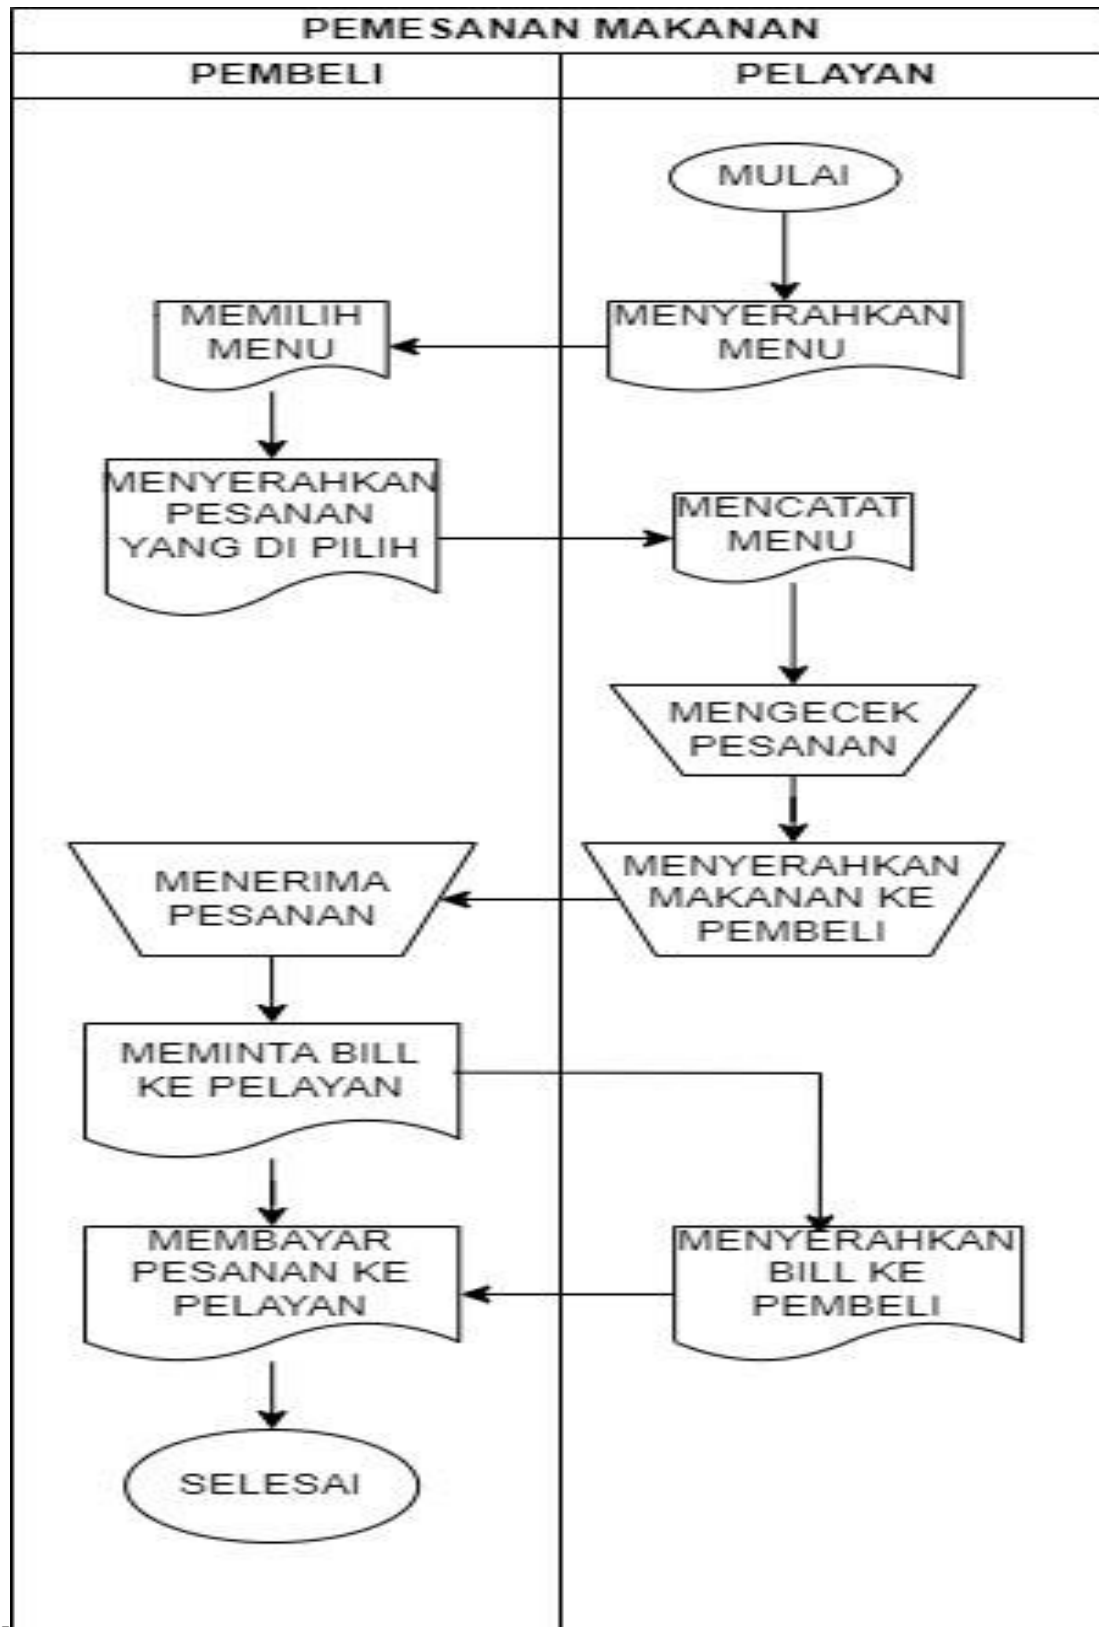 PEMESANAN MAKANAN
PEMBELI
PELAYAN
MULAI
MENYERAHKAN
MENU
MEMILIH
MENU
MENYERAHKAN
PESANAN
YANG DI PILIH
MENCATAT
MENU
MENGECEK
PESANAN
MENYERAHKAN
MAKANAN KE
PEMBELI
MENERIMA
PESANAN
MEMINTA BILL
KE PELAYAN
MENYERAHKAN
BILL KE
PEMBELI
MEMBAYAR
PESANAN KE
PELAYAN
SELESAI